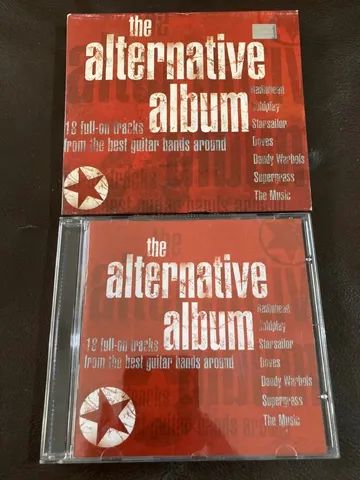 the
alternative
album
18 full-on tracks
from the best guitar bands around
Radiohead
Coldplay
Starsailor
Doves
Dandy Warhols
Supergrass
The Music
the
alternative
album
18 full-on tracks
from the best guitar bands around
Radiohead
Coldplay
Starsailor
Doves
Dandy Warhols
Supergrass
The Music